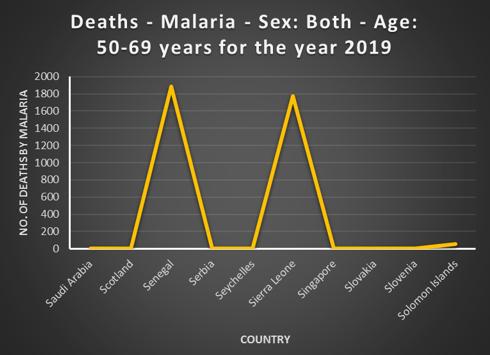 Deaths - Malaria - Sex: Both - Age:
50-69 years for the year 2019
NO. OF DEATHS BY MALARIA
2000
1800
1600
1400
1200
1000
800
600
400
200
0
Saudi Arabia
Scotland
Senegal
Serbia
Seychelles
Sierra Leone
Singapore
Slovakia
Slovenia
Solomon Islands
COUNTRY